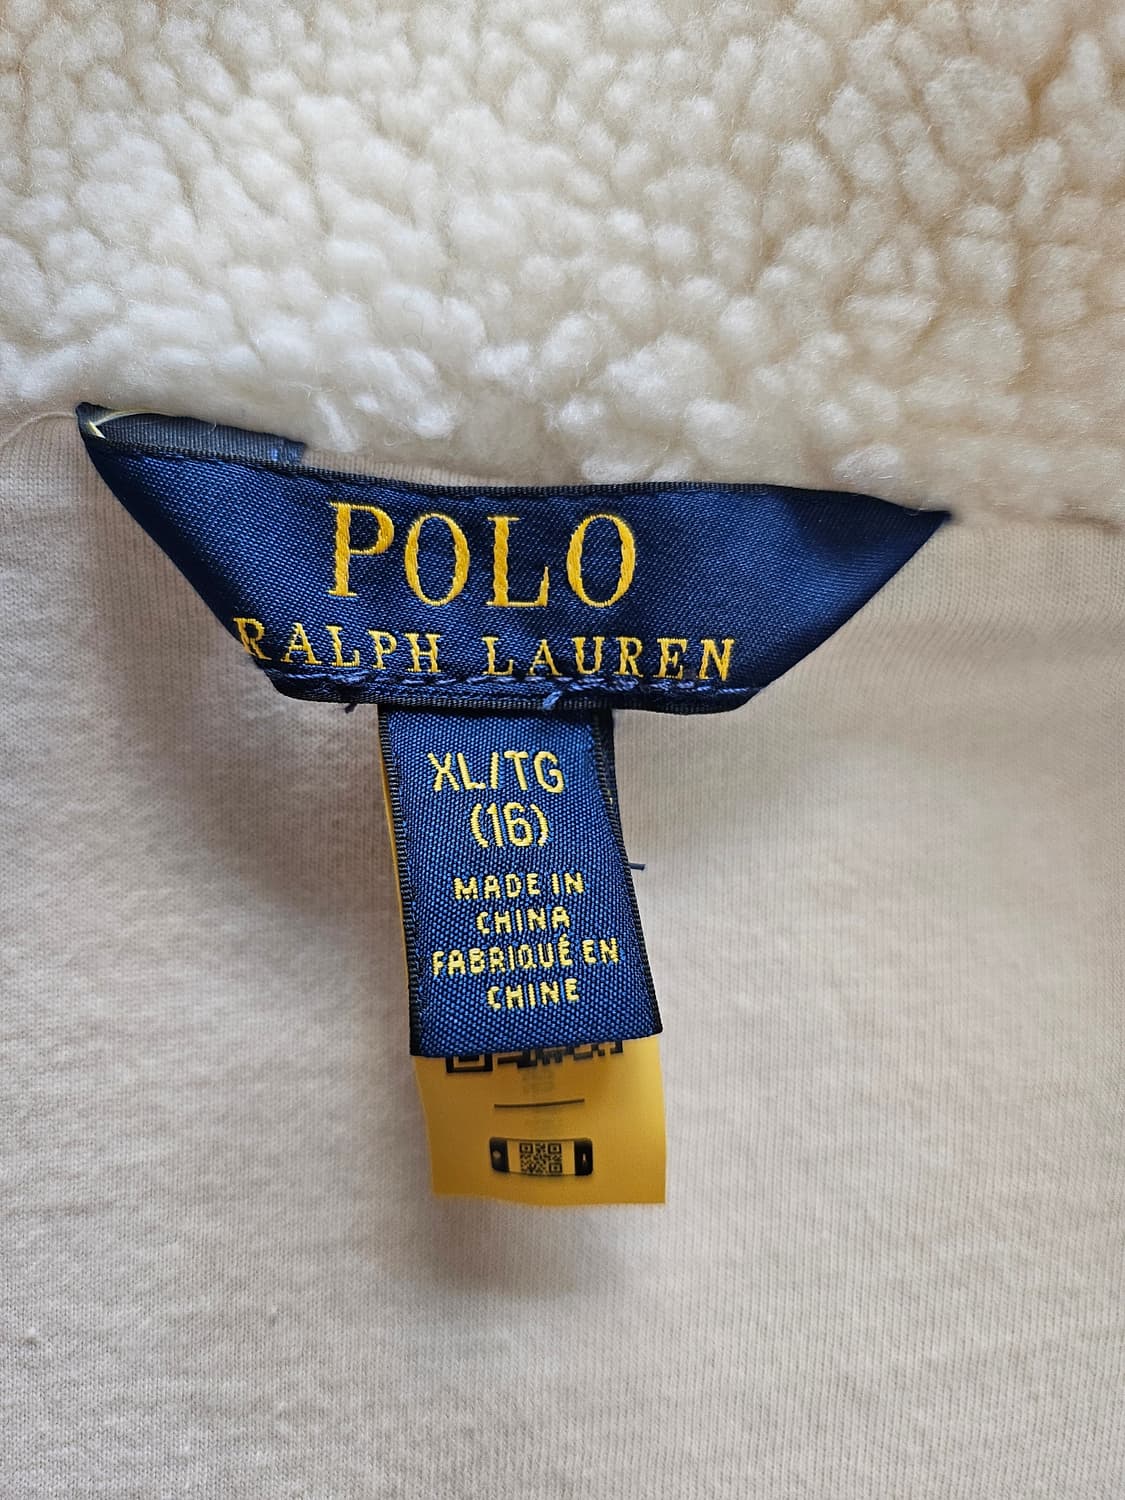 POLO
RALPH LAUREN
XL/TG
(16)
MADE IN
CHINA
FABRIQUÉ EN
CHINE